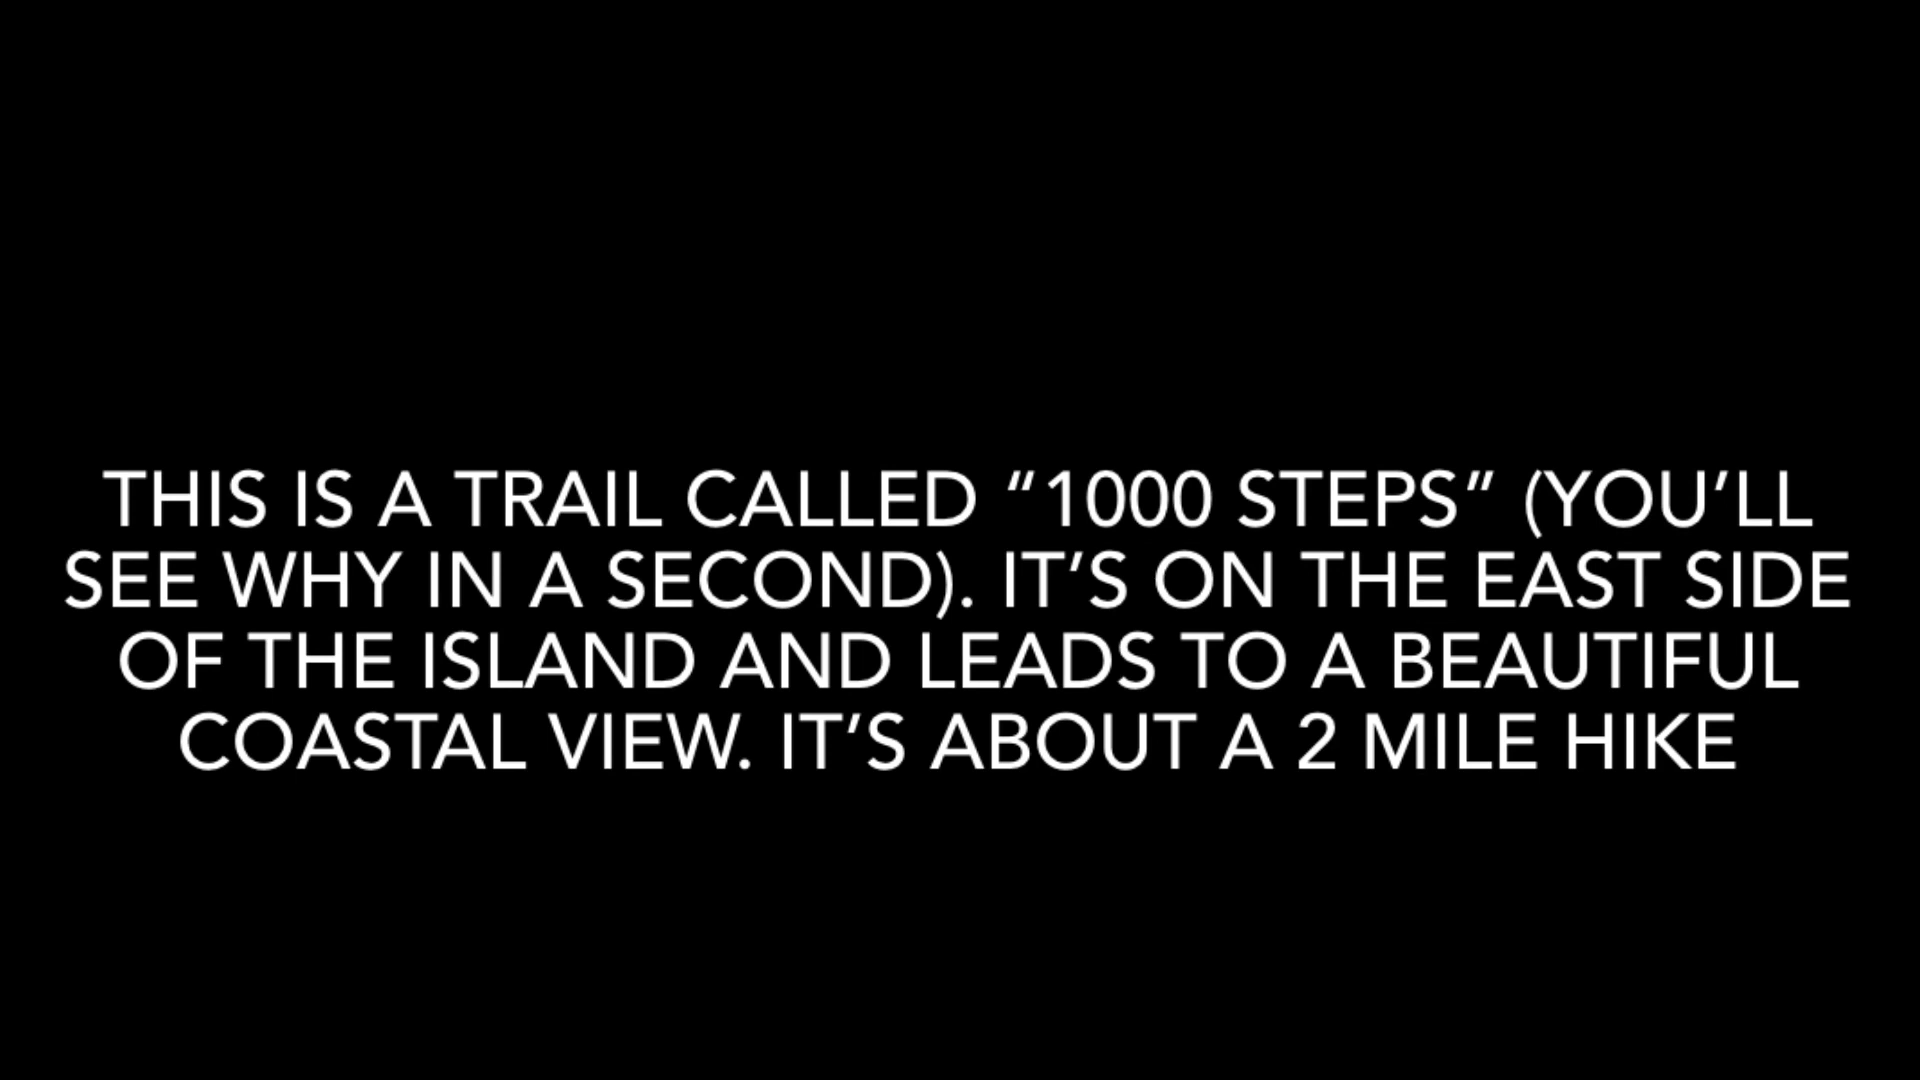 THIS IS A TRAIL CALLED “1000 STEPS” (YOU’LL
SEE WHY IN A SECOND). IT’S ON THE EAST SIDE
OF THE ISLAND AND LEADS TO A BEAUTIFUL
COASTAL VIEW. IT’S ABOUT A 2 MILE HIKE